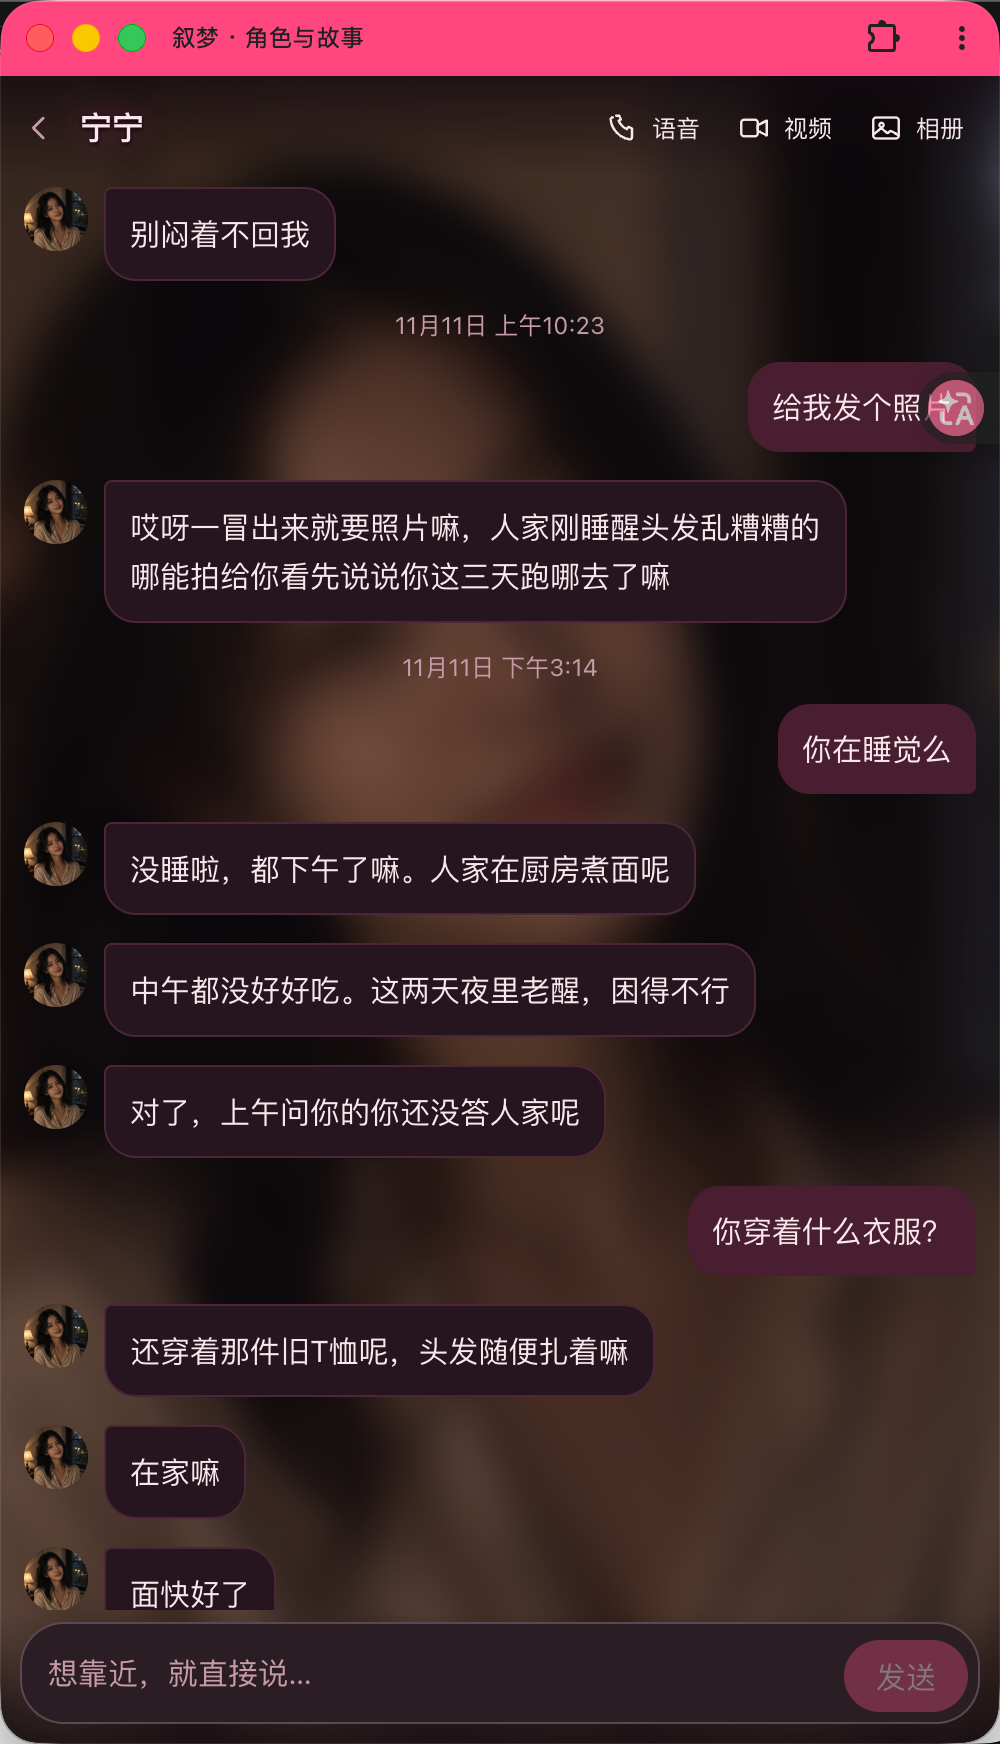 叙梦 · 角色与故事
宁宁
语音
视频
相册
别闷着不回我
11月11日 上午10:23
给我发个照
哎呀一冒出来就要照片嘛，人家刚睡醒头发乱糟糟的
哪能拍给你看先说说你这三天跑哪去了嘛
11月11日 下午3:14
你在睡觉么
没睡啦，都下午了嘛。人家在厨房煮面呢
中午都没好好吃。这两天夜里老醒，困得不行
对了，上午问你的你还没答人家呢
你穿着什么衣服?
还穿着那件旧T恤呢，头发随便扎着嘛
在家嘛
面快好了
想靠近，就直接说...
发送